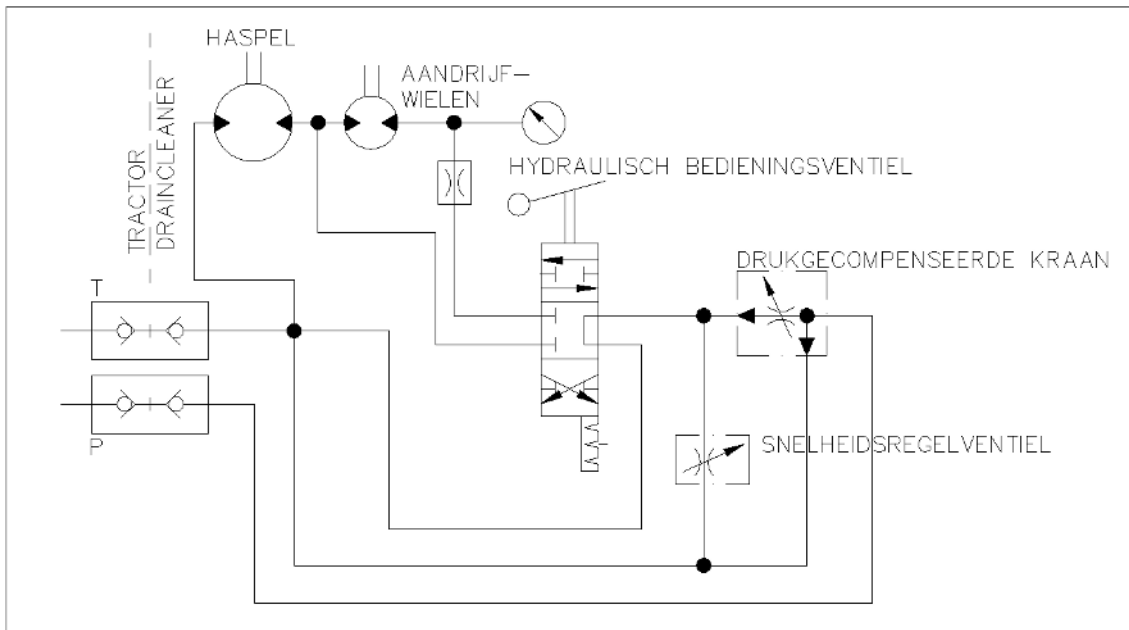 HASPEL
AANDRIJF-
WIELEN
TRACTOR
DRAINCLEANER
HYDRAULISCH BEDIENINGSVENTIEL
DRUKGECOMPENSEERDE KRAAN
T
P
SNELHEIDSREGELVENTIEL